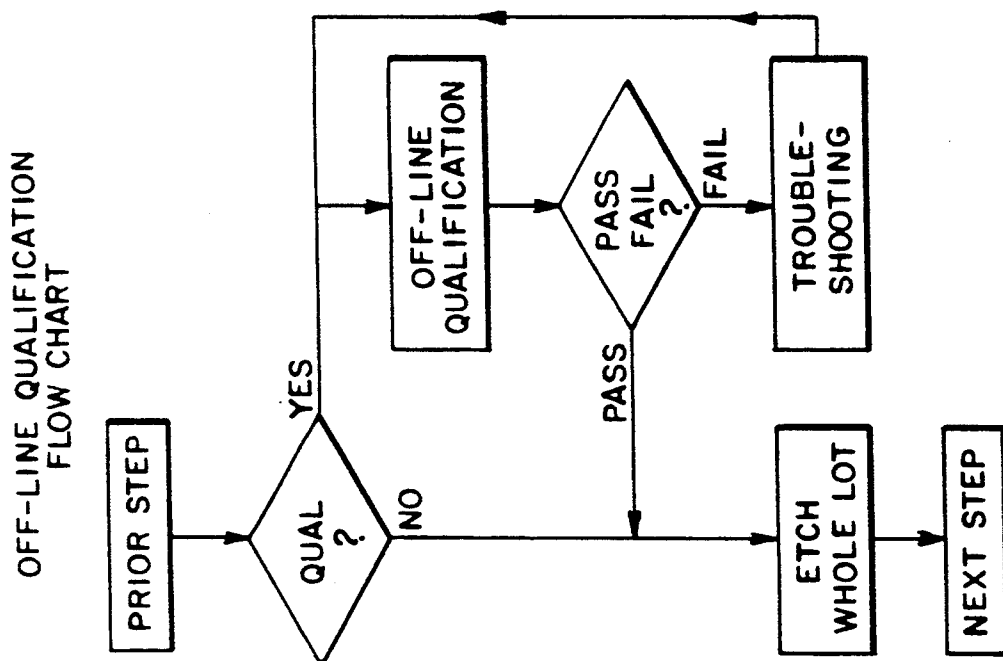 OFF-LINE QUALIFICATION
FLOW CHART
PRIOR STEP
QUAL
?
YES
NO
OFF-LINE
QUALIFICATION
PASS
FAIL
?
PASS
FAIL
TROUBLE-
SHOOTING
ETCH
WHOLE LOT
NEXT STEP